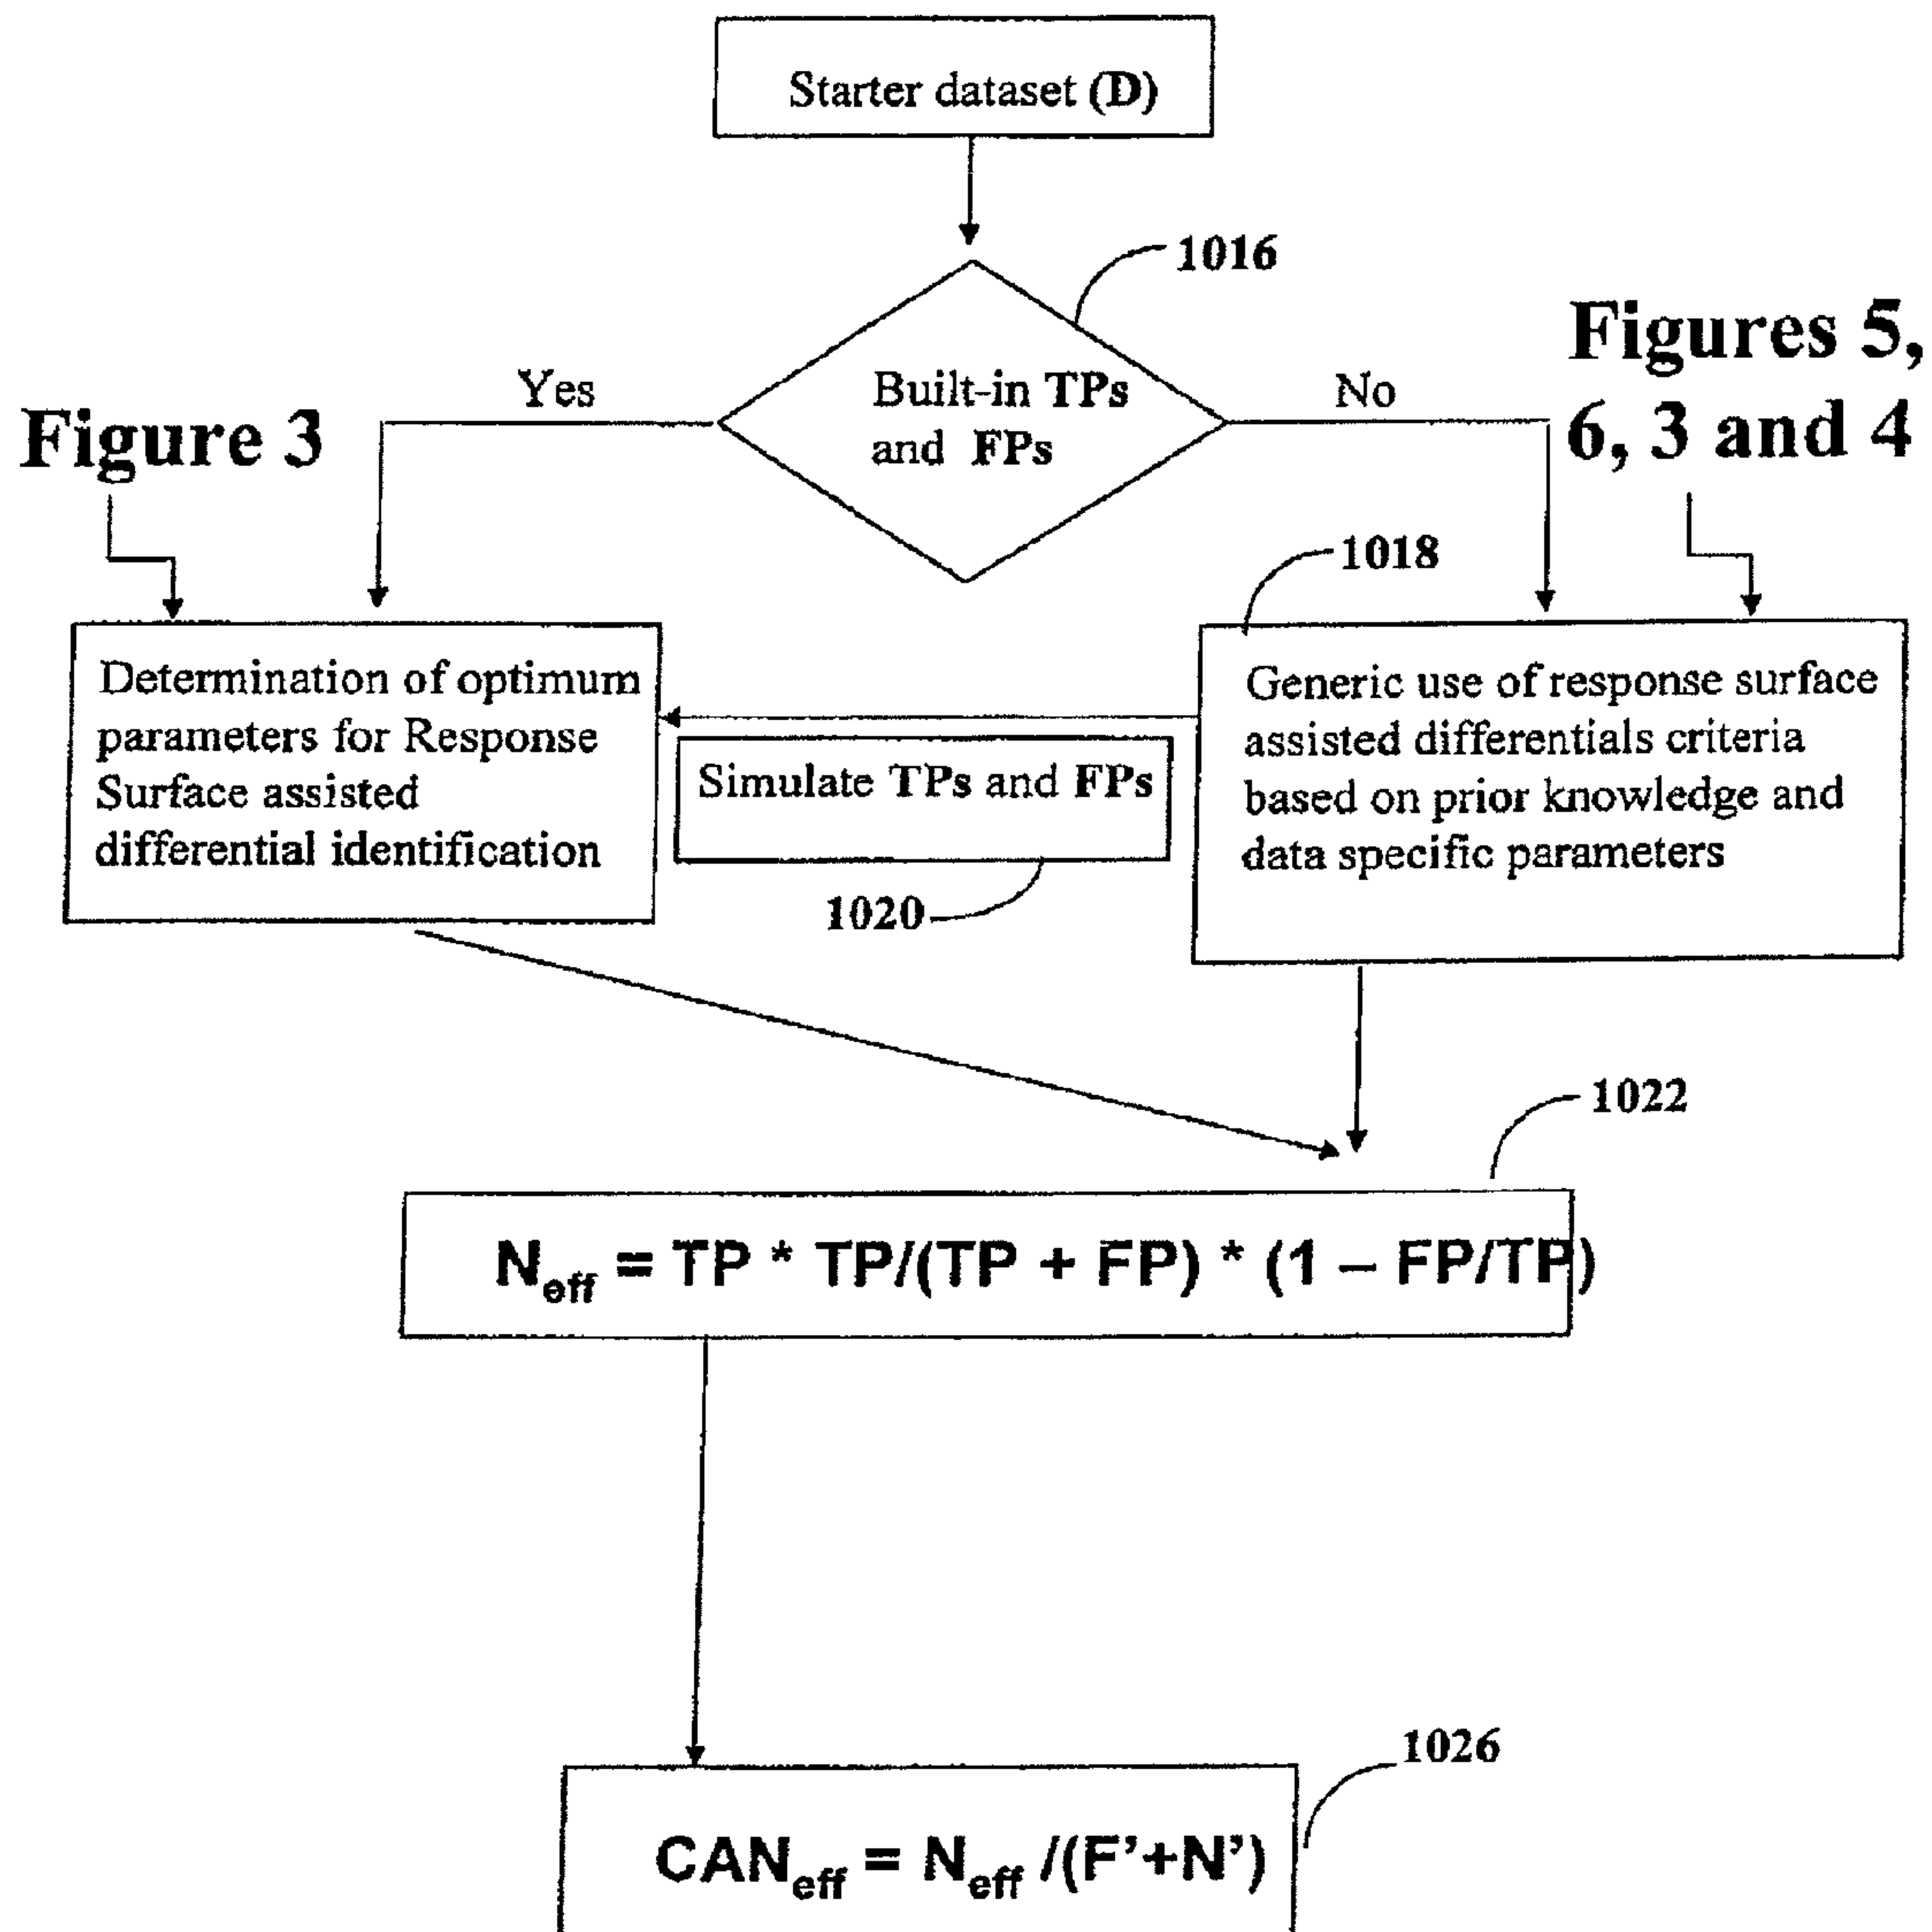 Starter dataset (D)
1016
Figures 5,
6, 3 and 4
Yes
Built-in TPs
and FPs
No
Figure 3
1018
Determination of optimum
parameters for Response
Surface assisted
differential identification
Simulate TPs and FPs
1020
Generic use of response surface
assisted differentials criteria
based on prior knowledge and
data specific parameters
1022
Neff = TP * TP/(TP + FP) * (1 – FP/TP)
1026
CANeff = Neff /(F’+N’)